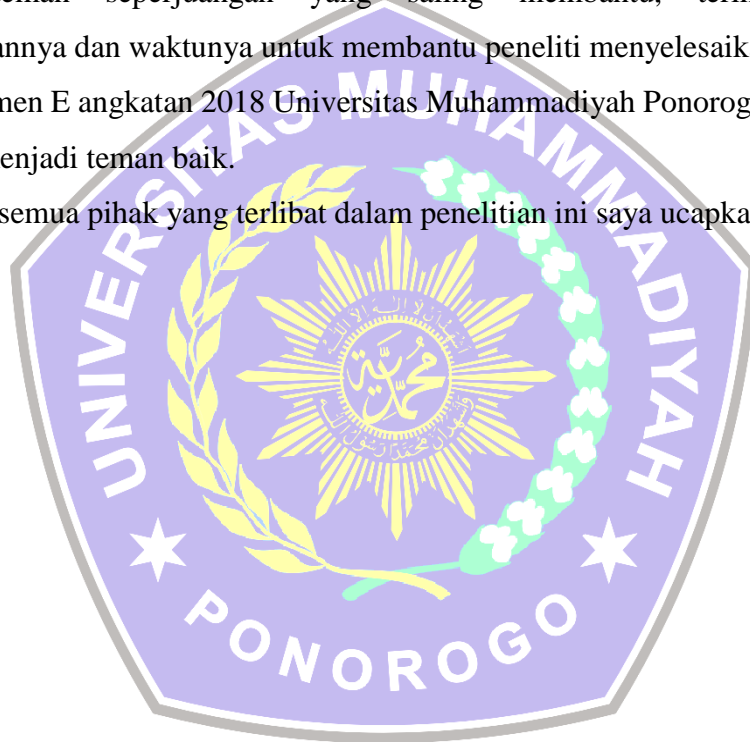 seperjuangan yang saling membantu,
annya dan waktunya untuk membantu peneliti menyelesaik
men E angkatan 2018 Universitas Muhammadiyah Ponorog
enjadi teman baik.
semua pihak yang terlibat dalam penelitian ini saya ucapka
UNIVERSITAS MUHAMMADIYAH
محمدية
PONOROGO